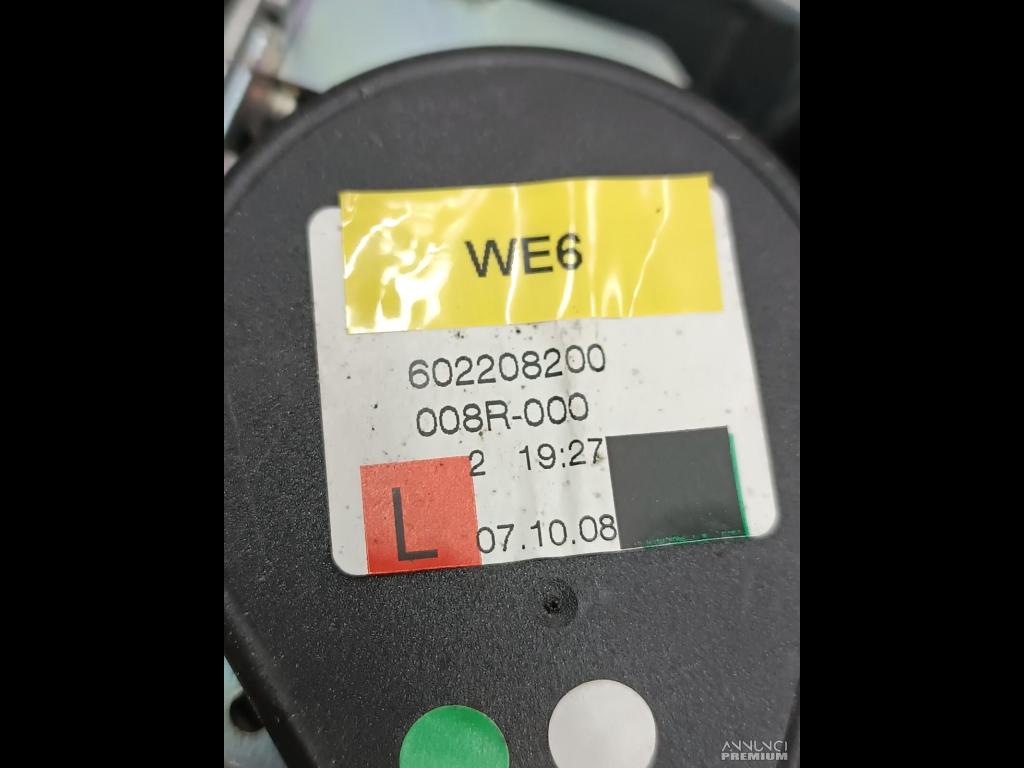 WE6
602208200
008R-000
2 19:27
L
07.10.08
ANNUNCI
PREMIUM